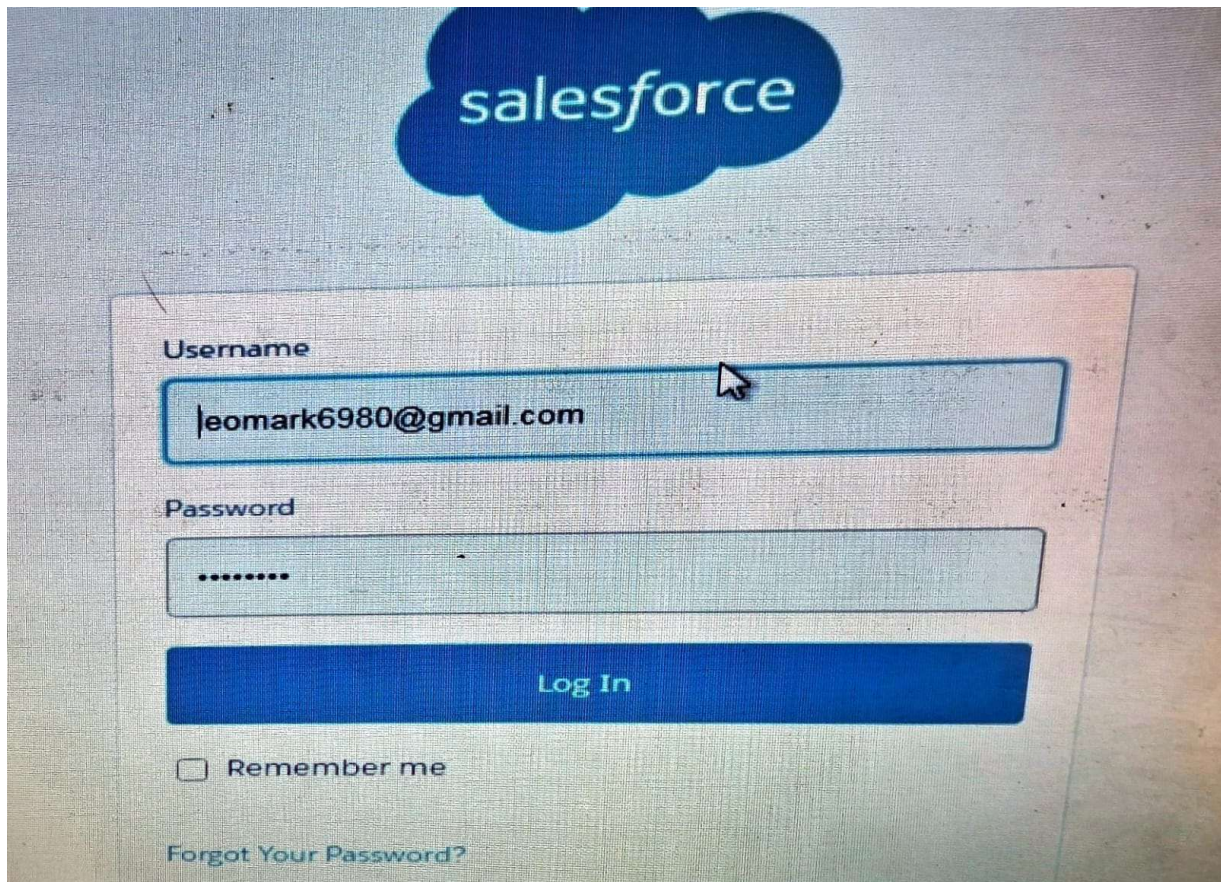 salesforce
Username
leomark6980@gmail.com
Password
••••••••
Log In
Remember me
Forgot Your Password?